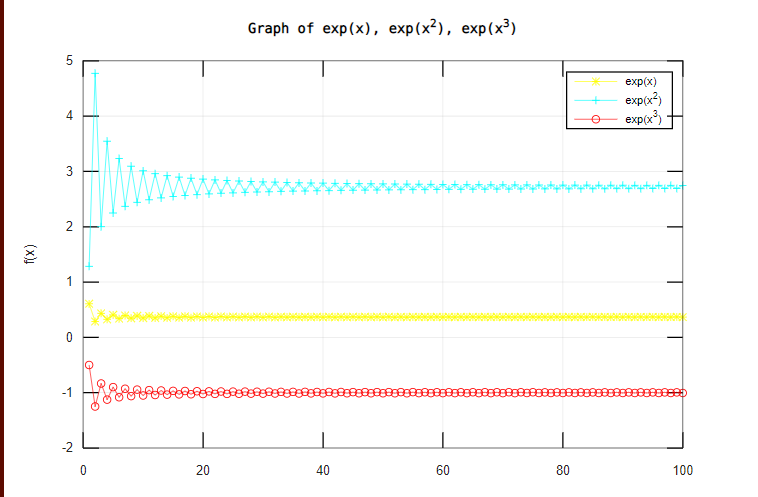 Graph of exp(x), exp(x²), exp(x³)
5
4
3
2
1
0
-1
-2
f(x)
exp(x)
exp(x²)
exp(x³)
0 20 40 60 80 100